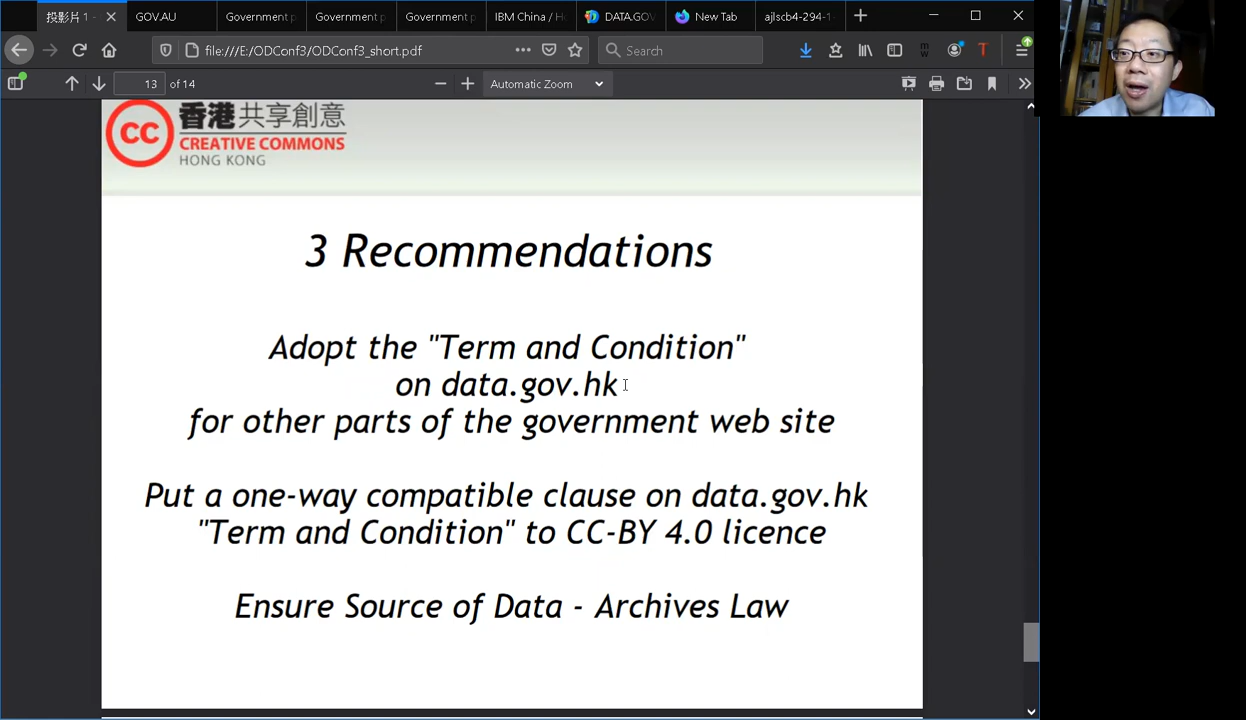 投影片 1 -
GOV.AU
Government p
Government p
Government p
IBM China / Ho
DATA.GOV
New Tab
ajlscb4-294-1
file:///E:/ODConf3/ODConf3_short.pdf
Search
13 of 14
Automatic Zoom
CC
香港共享創意
CREATIVE COMMONS
HONG KONG
3 Recommendations
Adopt the "Term and Condition"
on data.gov.hk
for other parts of the government web site
Put a one-way compatible clause on data.gov.hk
"Term and Condition" to CC-BY 4.0 licence
Ensure Source of Data - Archives Law